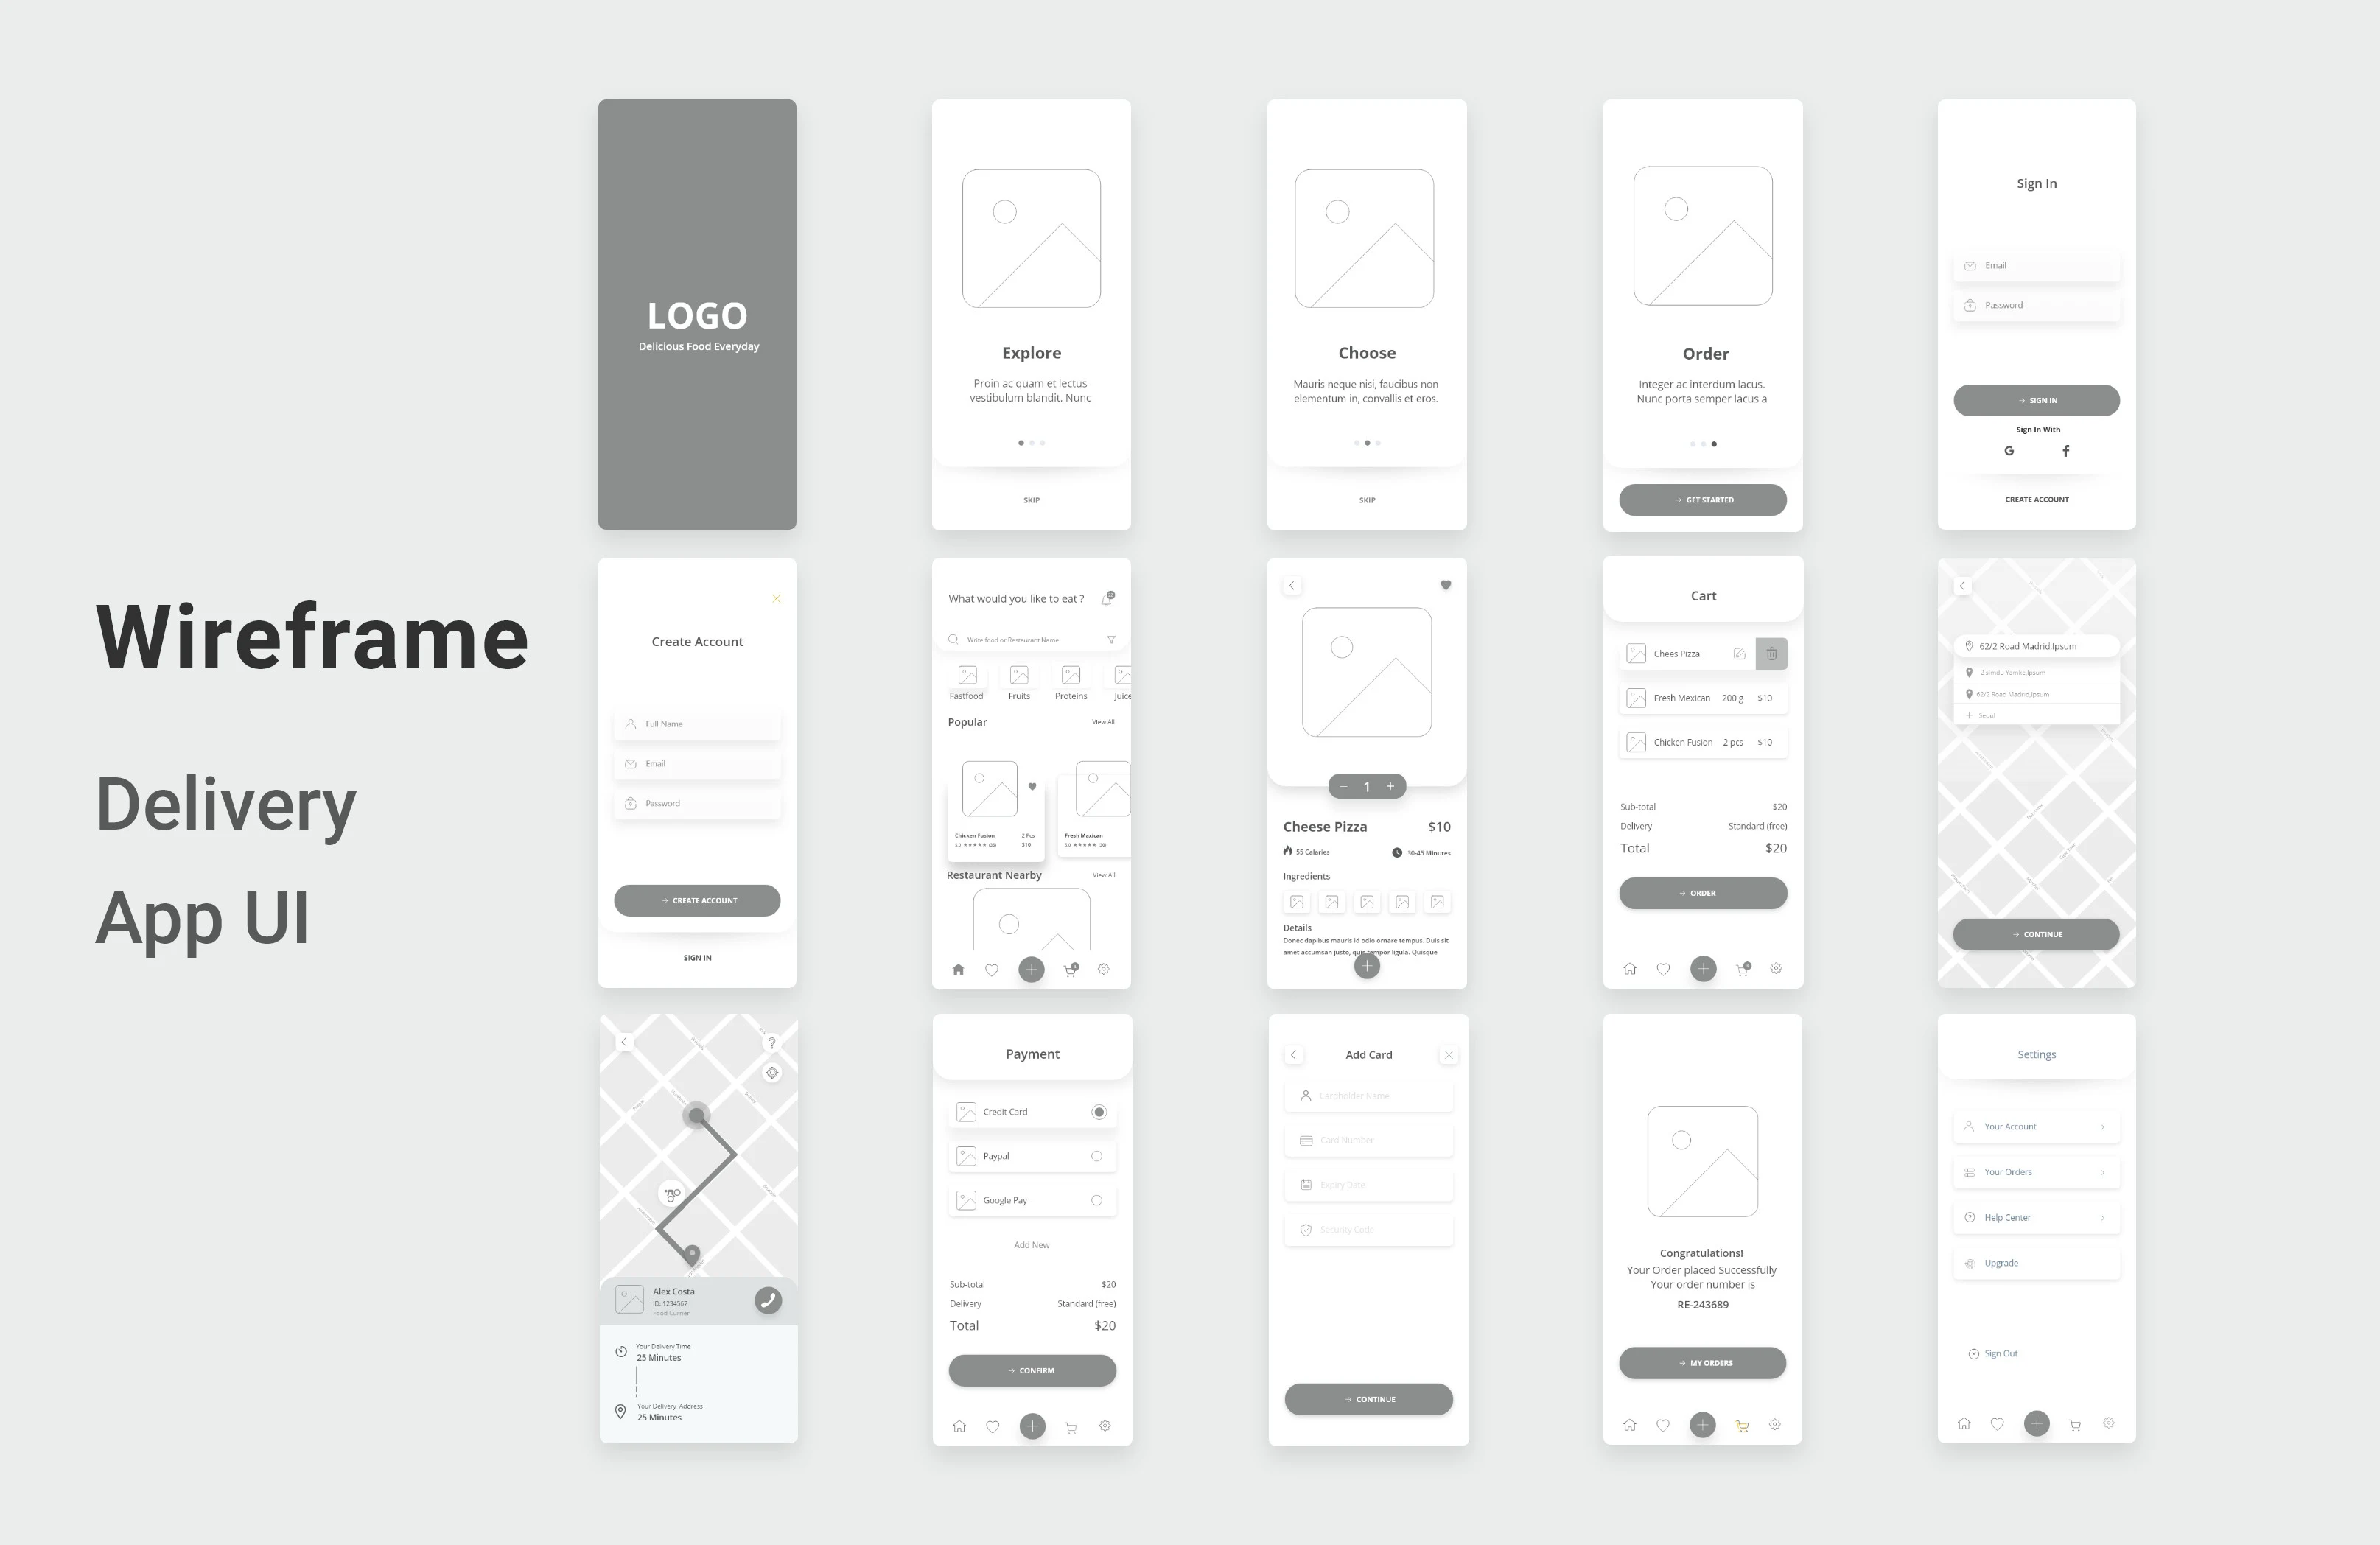 Wireframe
Delivery
App UI
LOGO
Delicious Food Everyday
Explore
Proin ac quam et lectus
vestibulum blandit. Nunc
SKIP
Choose
Mauris neque nisi, faucibus non
elementum in, convallis et eros.
SKIP
Order
Integer ac interdum lacus.
Nunc porta semper lacus a
GET STARTED
Sign In
Email
Password
SIGN IN
Sign In With
G f
CREATE ACCOUNT
Create Account
Full Name
Email
Password
CREATE ACCOUNT
SIGN IN
What would you like to eat ?
Write food or Restaurant Name
Fastfood Fruits Proteins Juice
Popular View All
Chicken Fusion 2 Pcs
5.0 ★★★★★ (20) $10
Fresh Maxican
5.0 ★★★★★ (20)
Restaurant Nearby View All
1
Cheese Pizza $10
55 Calaries 30-45 Minutes
Ingredients
Details
Donec dapibus mauris id odio ornare tempus. Duis sit
amet accumsan justo, quis tempor ligula. Quisque
Cart
Chees Pizza
Fresh Mexican 200 g $10
Chicken Fusion 2 pcs $10
Sub-total $20
Delivery Standard (free)
Total $20
ORDER
62/2 Road Madrid,Ipsum
62/2 Road Madrid,Ipsum
Seoul
CONTINUE
Alex Costa
ID: 1234567
Your Delivery Time
25 Minutes
Your Delivery Address
25 Minutes
Payment
Credit Card
Paypal
Google Pay
Add New
Sub-total $20
Delivery Standard (free)
Total $20
CONFIRM
Add Card
Cardholder Name
Card Number
Expiry Date
Security Code
CONTINUE
Congratulations!
Your Order placed Successfully
Your order number is
RE-243689
MY ORDERS
Settings
Your Account
Your Orders
Help Center
Upgrade
Sign Out